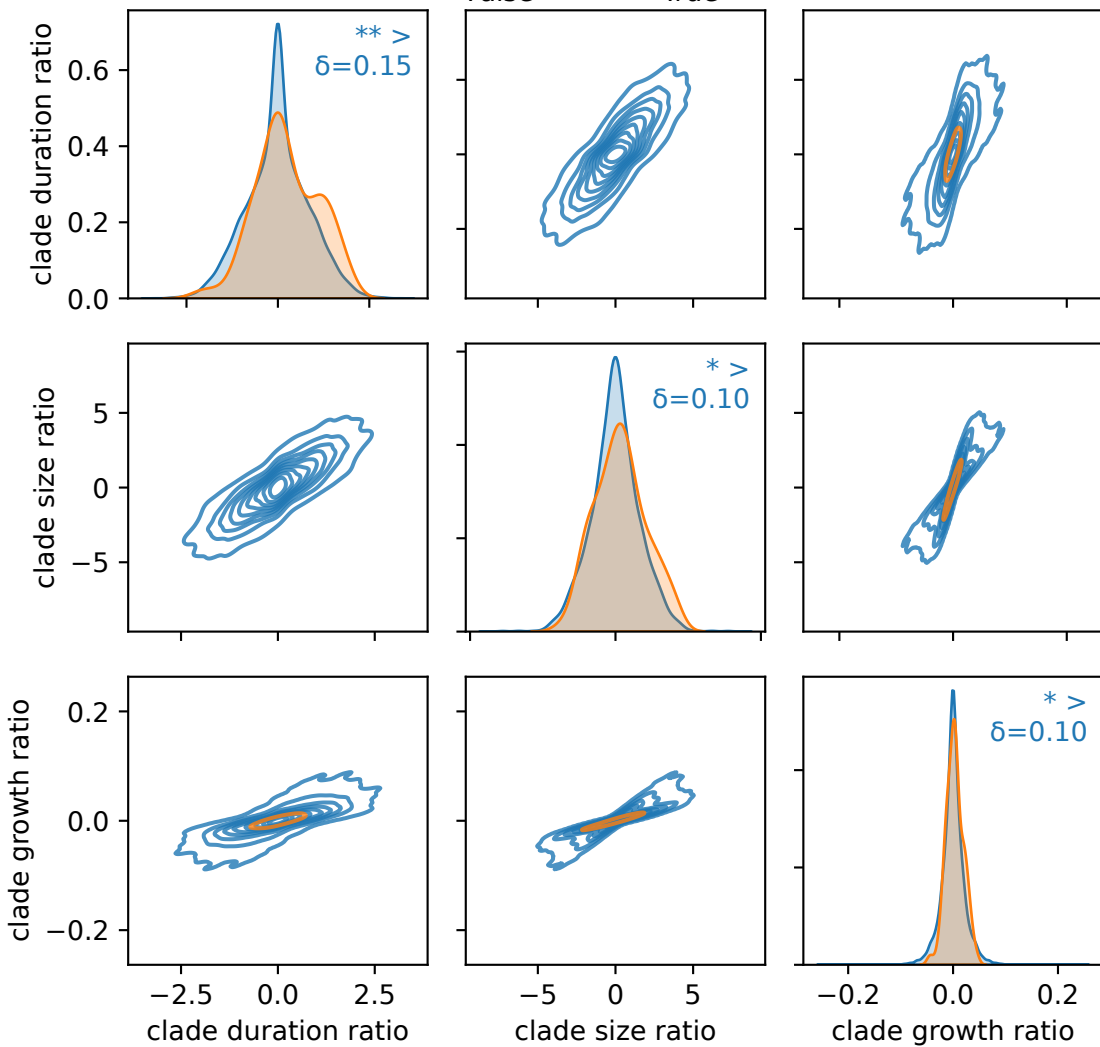 clade duration ratio
0.6
0.4
0.2
0.0
** >
δ=0.15
clade size ratio
5
0
−5
* >
δ=0.10
clade growth ratio
0.2
0.0
−0.2
* >
δ=0.10
−2.5 0.0 2.5
−5 0 5
−0.2 0.0 0.2
clade duration ratio
clade size ratio
clade growth ratio